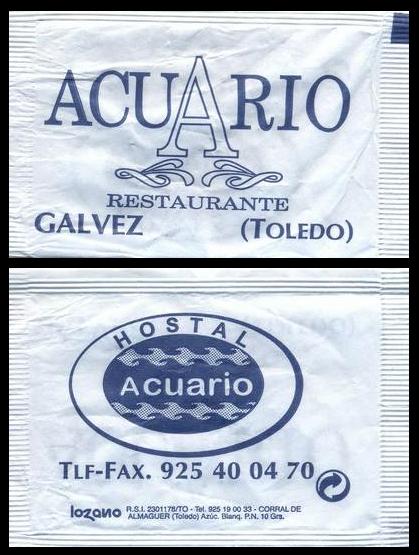 ACUARIO
RESTAURANTE
GALVEZ (TOLEDO)
HOSTAL
Acuario
TLF-FAX. 925 40 04 70
lozano R.S.I. 2301178/TO - Tel. 925 19 00 33 - CORRAL DE
ALMAGUER (Toledo) Azúc. Blanq. P.N. 10 Grs.